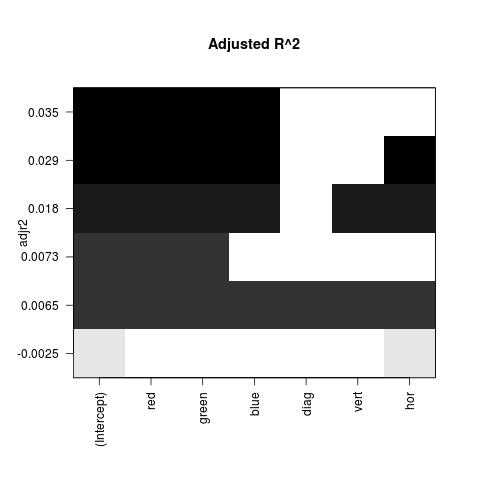 Adjusted R^2
adjr2
0.035
0.029
0.018
0.0073
0.0065
-0.0025
(Intercept)
red
green
blue
diag
vert
hor